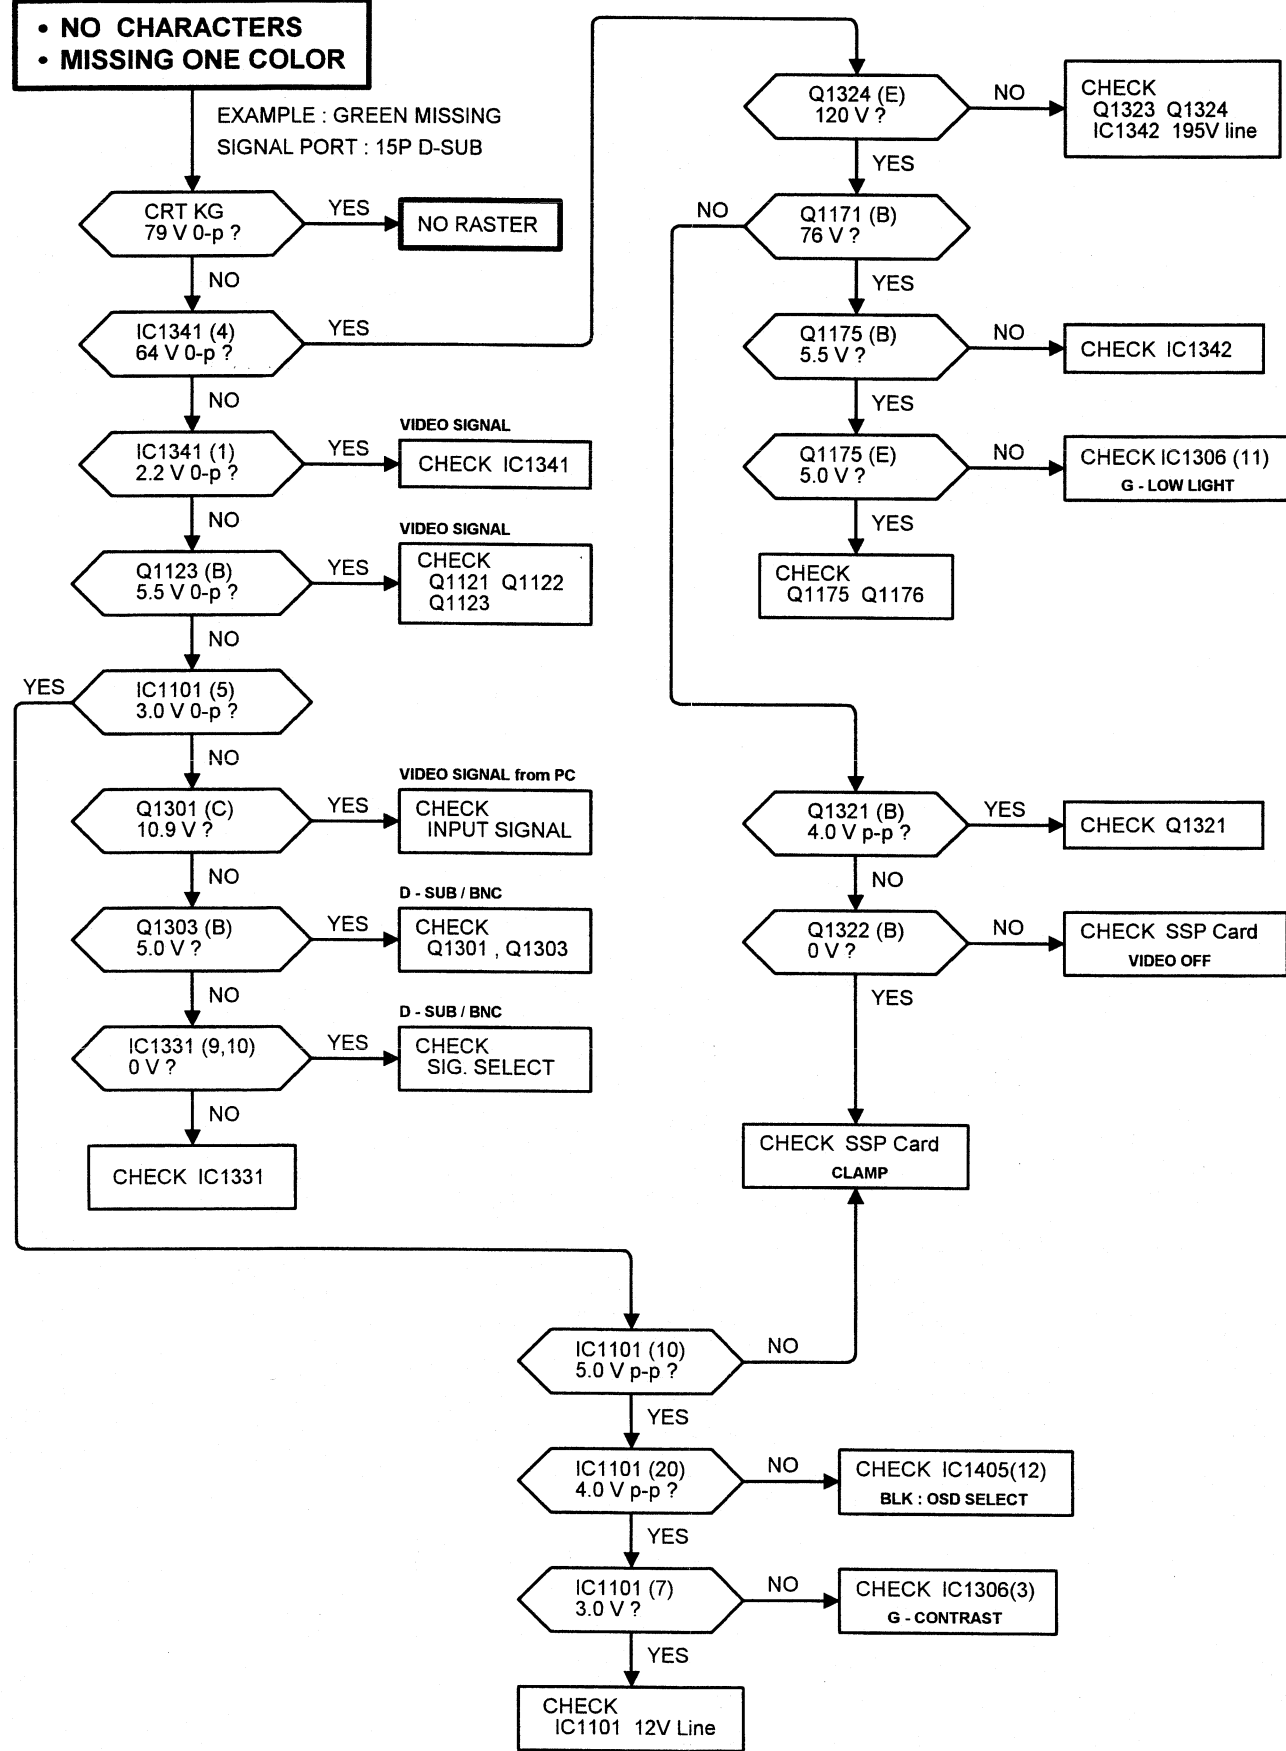 • NO CHARACTERS
• MISSING ONE COLOR
EXAMPLE : GREEN MISSING
SIGNAL PORT : 15P D-SUB
CRT KG
79 V 0-p ?
YES
NO RASTER
NO
IC1341 (4)
64 V 0-p ?
YES
NO
IC1341 (1)
2.2 V 0-p ?
YES
VIDEO SIGNAL
CHECK IC1341
NO
Q1123 (B)
5.5 V 0-p ?
YES
VIDEO SIGNAL
CHECK
Q1121 Q1122
Q1123
NO
IC1101 (5)
3.0 V 0-p ?
YES
NO
Q1301 (C)
10.9 V ?
YES
VIDEO SIGNAL from PC
CHECK
INPUT SIGNAL
NO
Q1303 (B)
5.0 V ?
YES
D - SUB / BNC
CHECK
Q1301 , Q1303
NO
IC1331 (9,10)
0 V ?
YES
D - SUB / BNC
CHECK
SIG. SELECT
NO
CHECK IC1331
Q1324 (E)
120 V ?
NO
CHECK
Q1323 Q1324
IC1342 195V line
YES
Q1171 (B)
76 V ?
NO
YES
Q1175 (B)
5.5 V ?
NO
CHECK IC1342
YES
Q1175 (E)
5.0 V ?
NO
CHECK IC1306 (11)
G - LOW LIGHT
YES
CHECK
Q1175 Q1176
Q1321 (B)
4.0 V p-p ?
YES
CHECK Q1321
NO
Q1322 (B)
0 V ?
NO
CHECK SSP Card
VIDEO OFF
YES
CHECK SSP Card
CLAMP
IC1101 (10)
5.0 V p-p ?
NO
YES
IC1101 (20)
4.0 V p-p ?
NO
CHECK IC1405(12)
BLK : OSD SELECT
YES
IC1101 (7)
3.0 V ?
NO
CHECK IC1306(3)
G - CONTRAST
YES
CHECK
IC1101 12V Line